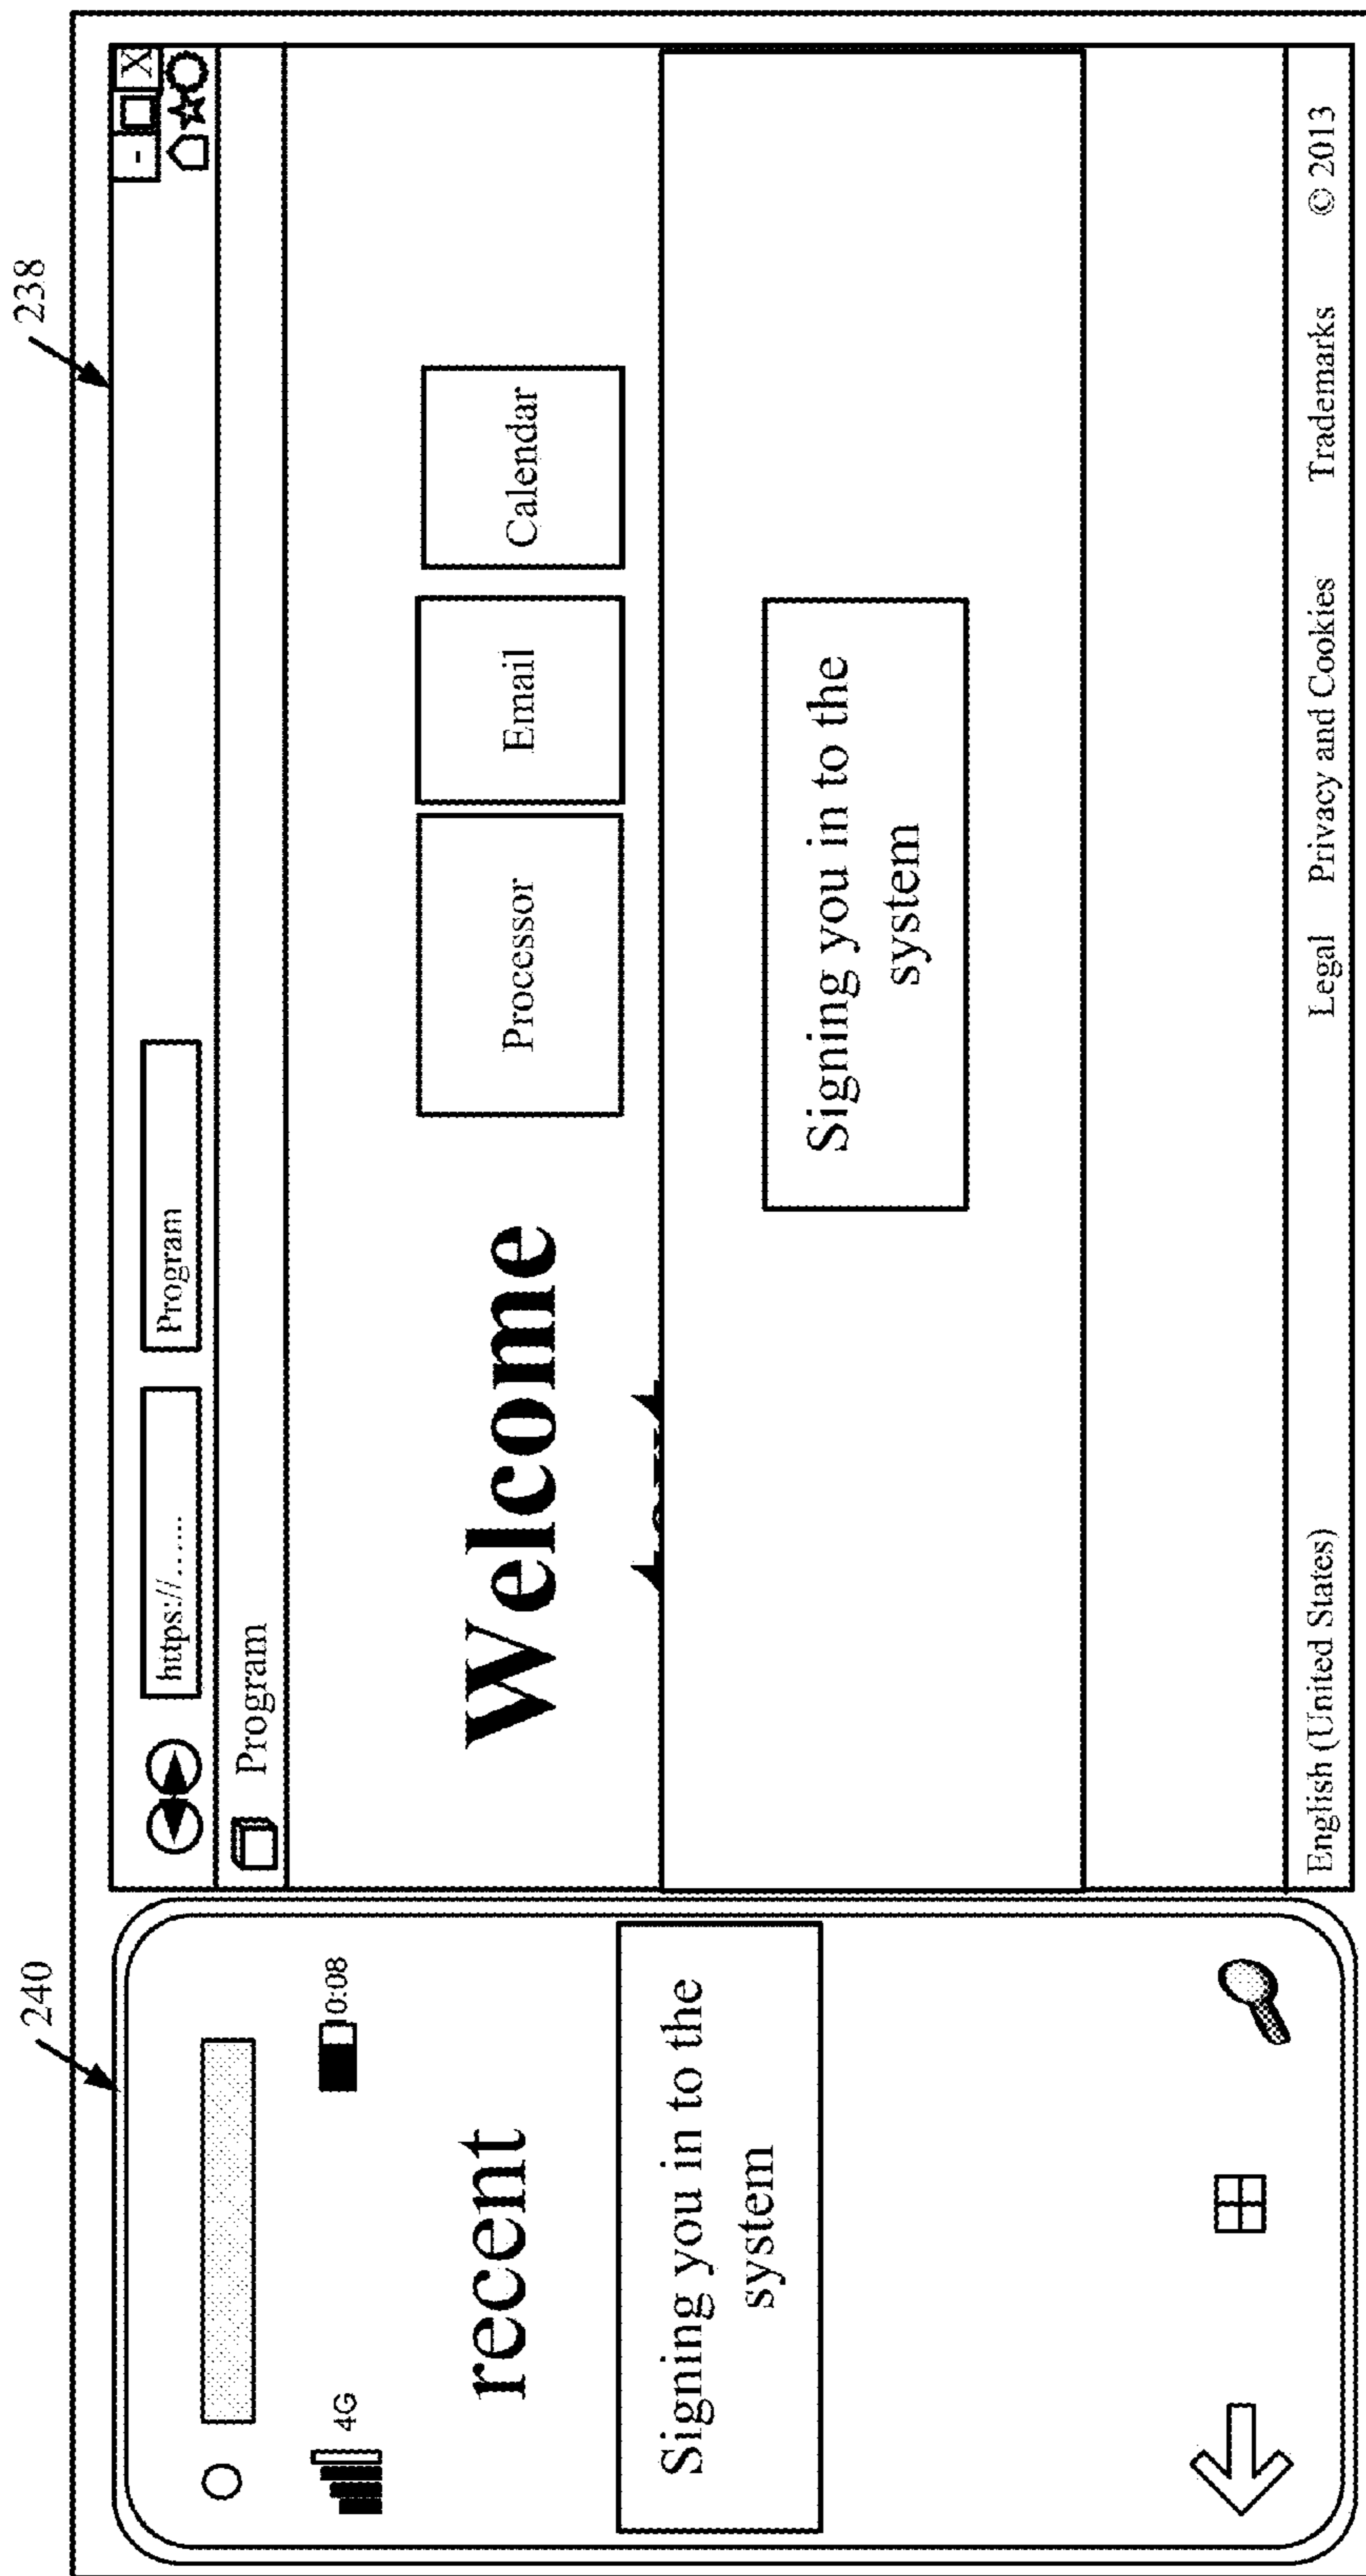 240
4G
10:08
recent
Signing you in to the
system
238
- X
https://......
Program
Program
Welcome
Processor
Email
Calendar
Signing you in to the
system
English (United States)
Legal
Privacy and Cookies
Trademarks
© 2013